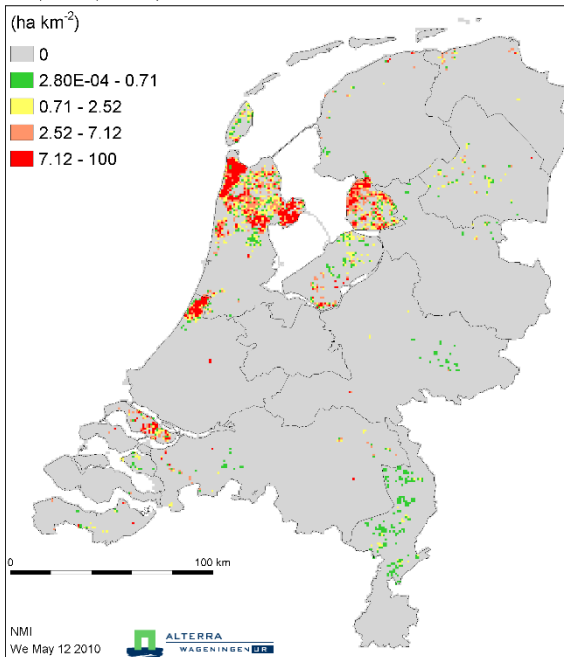 (ha km-2)
0
2.80E-04 - 0.71
0.71 - 2.52
2.52 - 7.12
7.12 - 100
0 100 km
NMI
We May 12 2010
ALTERRA
WAGENINGEN UR